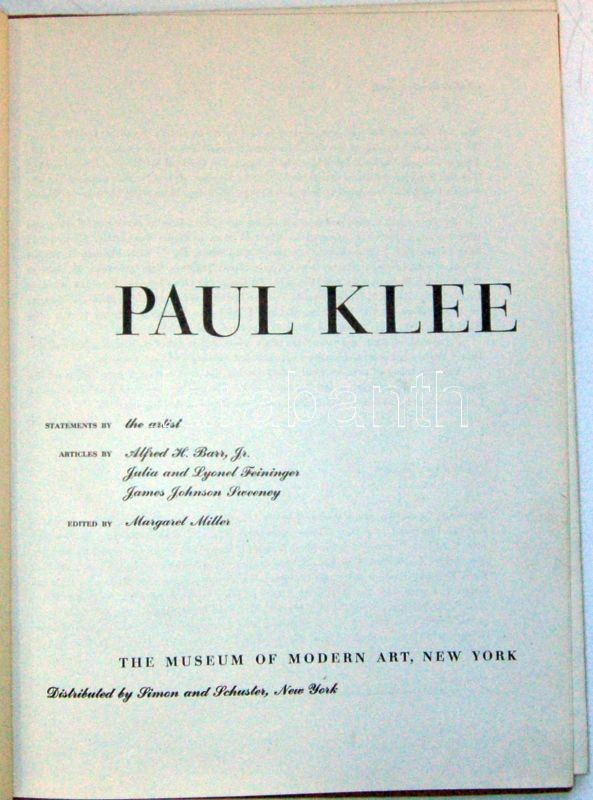 PAUL KLEE
STATEMENTS BY the artist
ARTICLES BY Alfred H. Barr, Jr.
Julia and Lyonel Feininger
James Johnson Sweeney
EDITED BY Margaret Miller
THE MUSEUM OF MODERN ART, NEW YORK
Distributed by Simon and Schuster, New York
darabanth